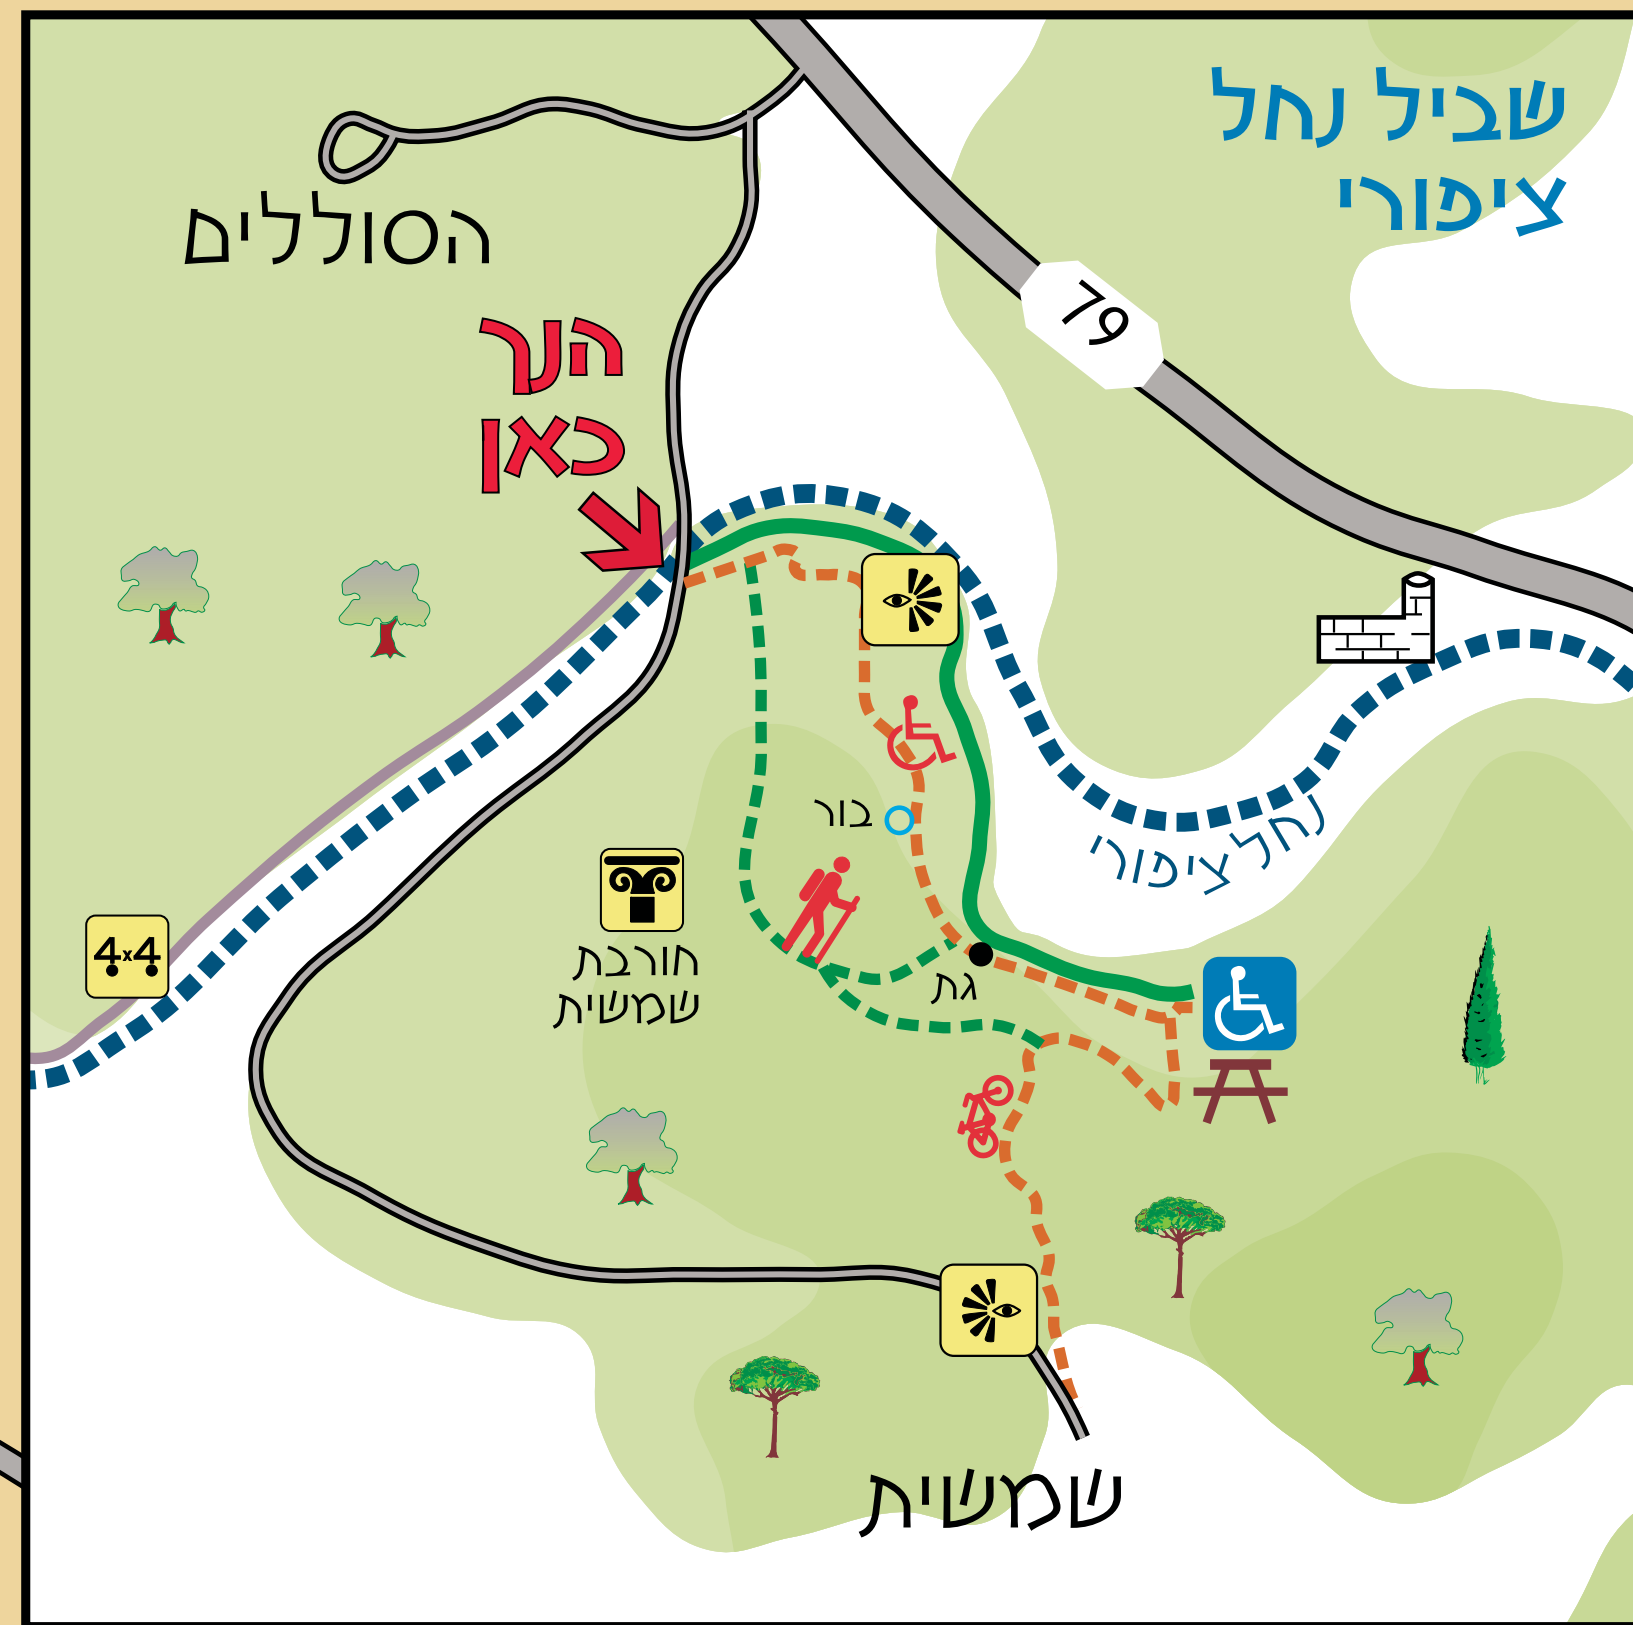 שביל נחל
ציפורי
הסוללים
79
הנך
כאן
נחל ציפורי
בור
חורבת
שמשית
4x4
גת
שמשית